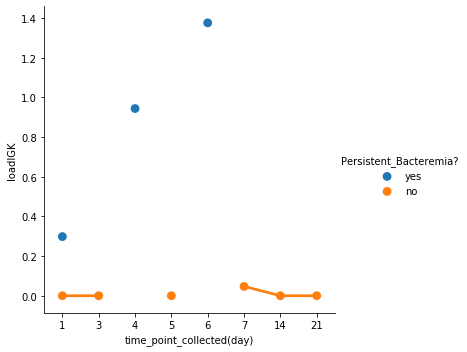 1.4
1.2
1.0
0.8
0.6
0.4
0.2
0.0
loadIGK
1 3 4 5 6 7 14 21
time_point_collected(day)
Persistent_Bacteremia?
yes
no